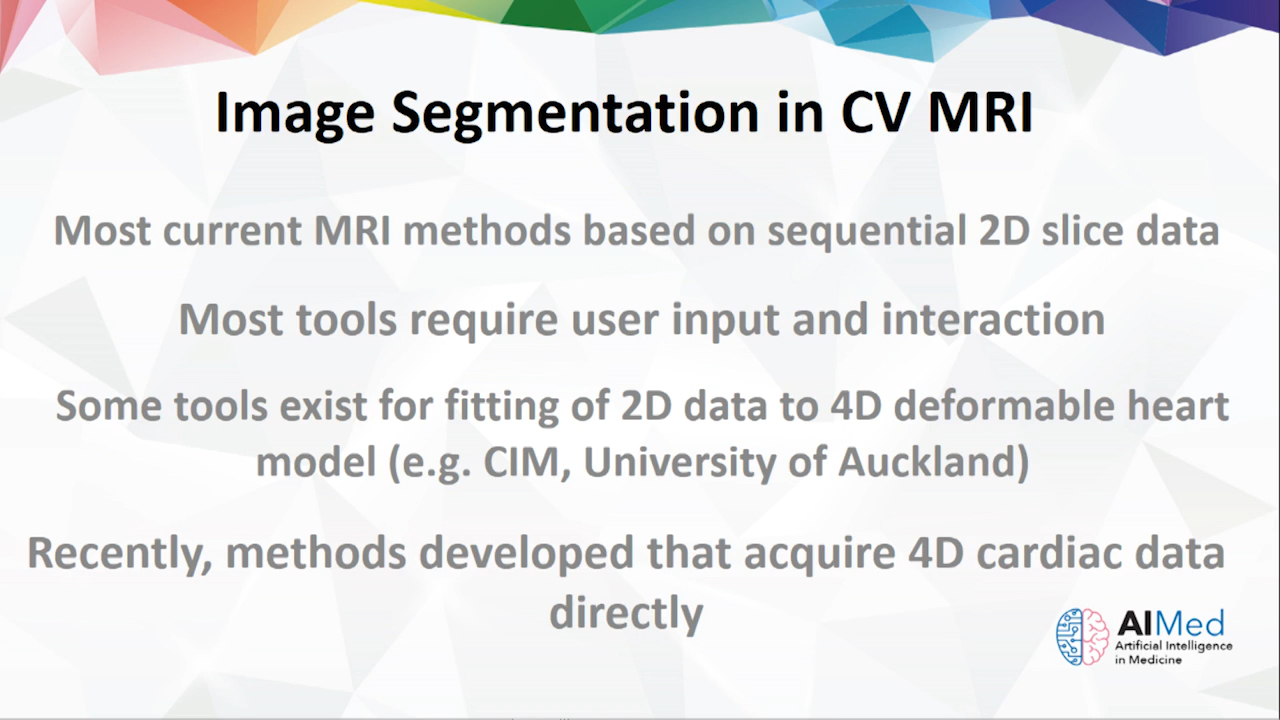 Image Segmentation in CV MRI
Most current MRI methods based on sequential 2D slice data
Most tools require user input and interaction
Some tools exist for fitting of 2D data to 4D deformable heart
model (e.g. CIM, University of Auckland)
Recently, methods developed that acquire 4D cardiac data
directly
AIMed
Artificial Intelligence
in Medicine